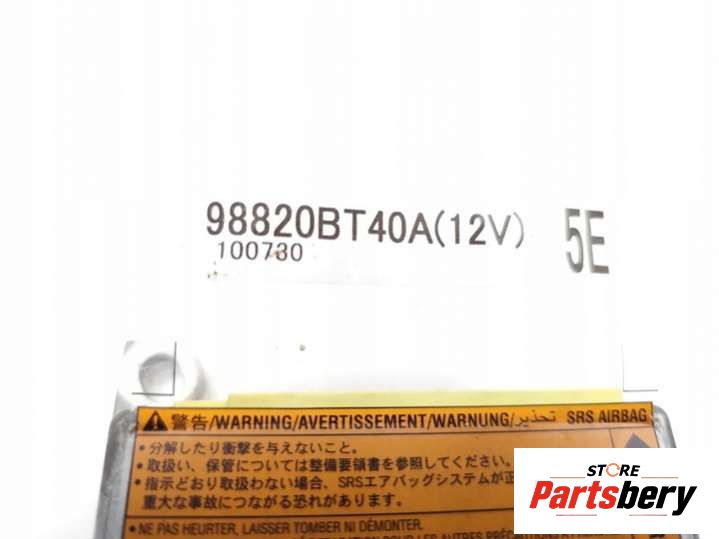 98820BT40A(12V) 5E
100730
警告/WARNING/AVERTISSEMENT/WARNUNG/تحذير SRS AIRBAG
・分解したり衝撃を与えないこと。
・取扱い、保管については整備要領書を参照してください。
・指示どおり取扱わない場合、SRSエアバッグシステムが正
重大な事故につながる恐れがあります。
・NE PAS HEURTER, LAISSER TOMBER NI DÉMONTER.
STORE
Partsbery